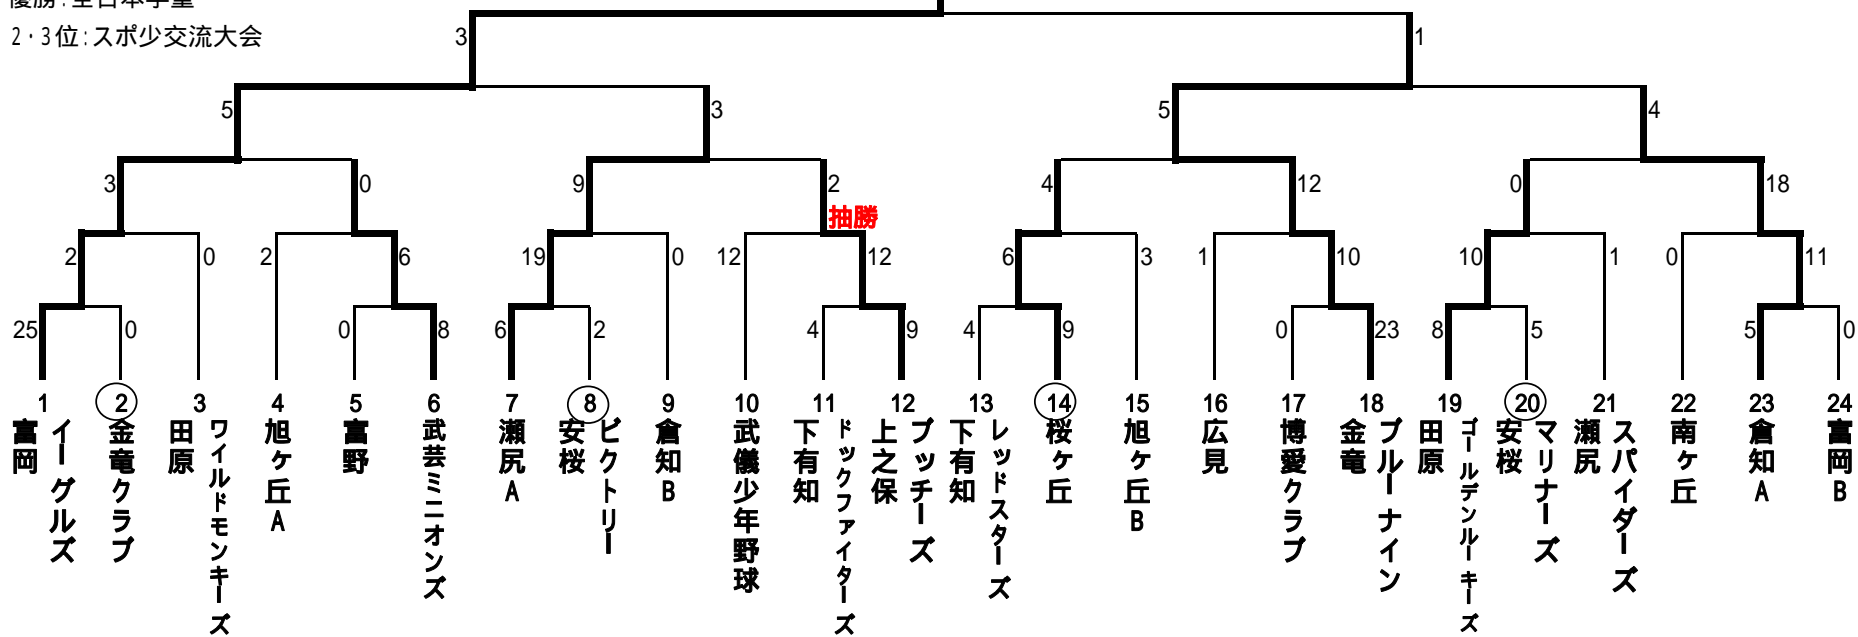 優勝:全日本学童
2・3位:スポ少交流大会
3 1
5 3 5 4
3 0 9 2 4 12 0 18
抽勝
2 0 2 6 19 0 12 12 6 3 1 10 10 1 0 11
25 0 0 8 6 2 4 9 4 9 0 23 8 5 5 0
1 2 3 4 5 6 7 8 9 10 11 12 13 14 15 16 17 18 19 20 21 22 23 24
富岡イーグルズ
金竜クラブ
田原ワイルドモンキーズ
旭ヶ丘A
富野
武芸ミニオンズ
瀬尻A
安桜ビクトリー
倉知B
武儀少年野球
下有知ドックファイターズ
上之保ブッチーズ
下有知レッドスターズ
桜ヶ丘
旭ヶ丘B
広見
博愛クラブ
金竜ブルーナイン
田原ゴールデンルーキーズ
安桜マリナーズ
瀬尻スパイダーズ
南ヶ丘
倉知A
富岡B